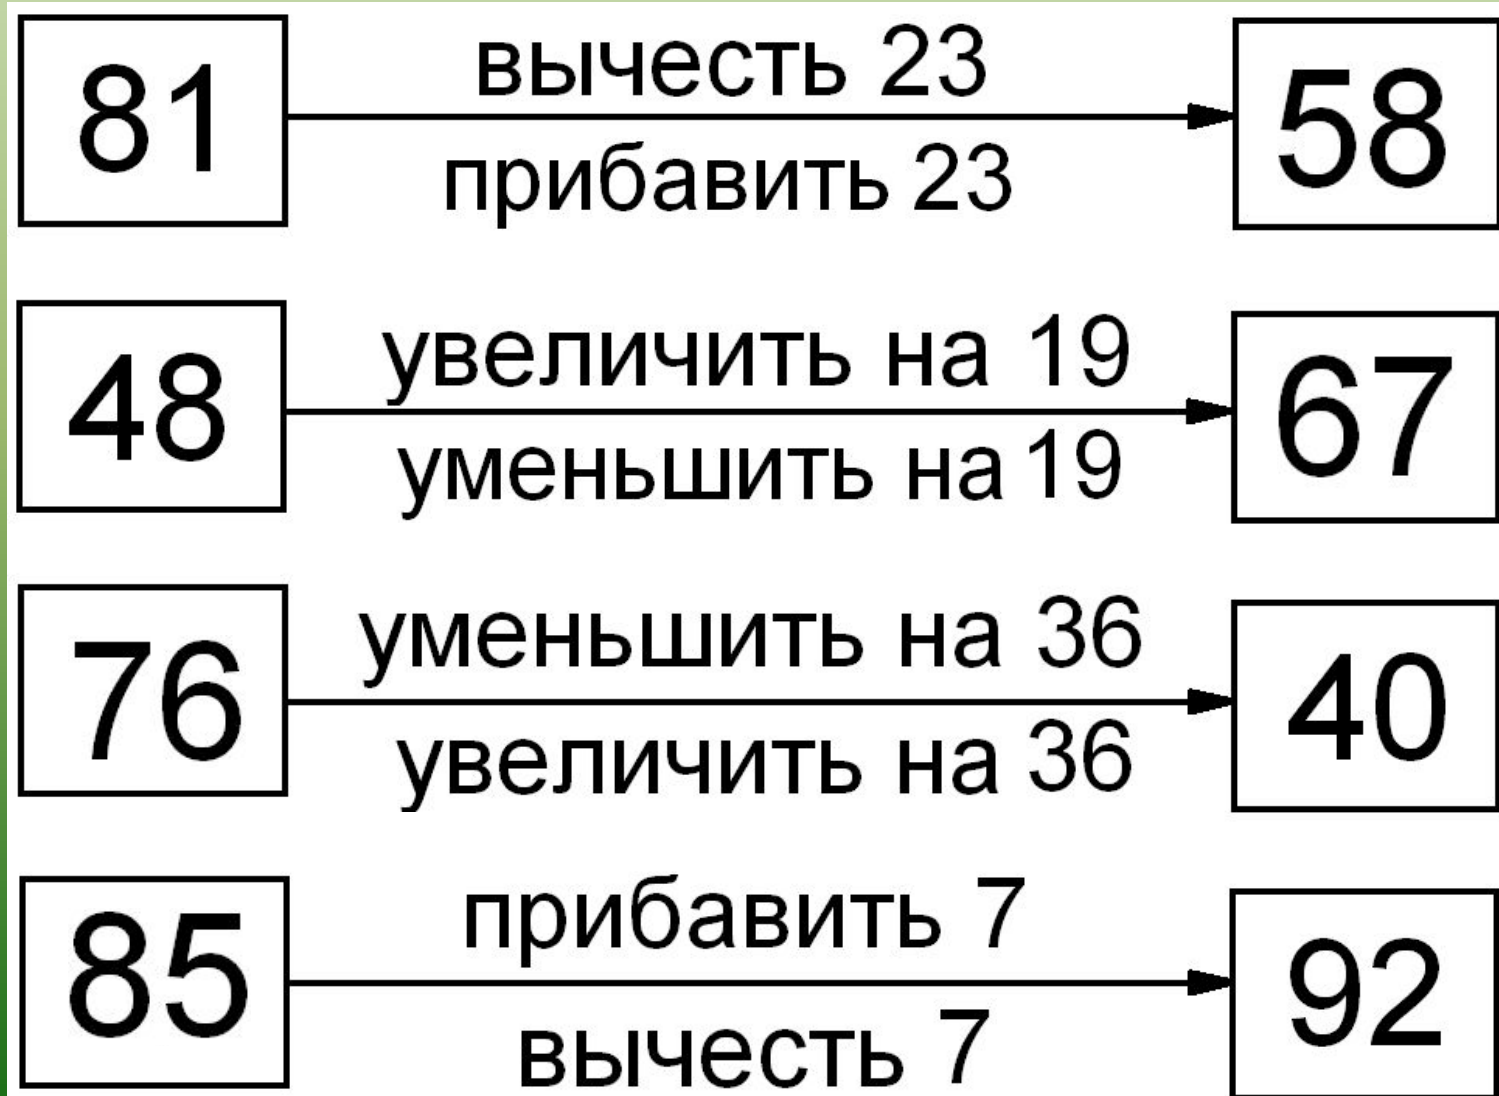 81 вычесть 23 58
прибавить 23
48 увеличить на 19 67
уменьшить на 19
76 уменьшить на 36 40
увеличить на 36
85 прибавить 7 92
вычесть 7